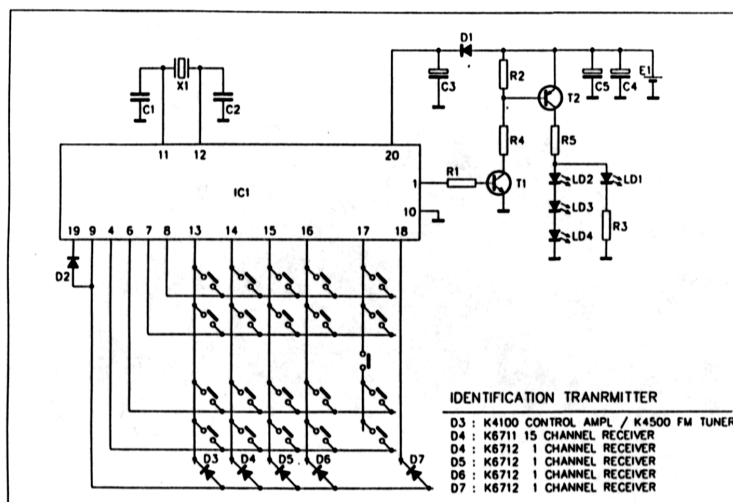 D1
X1
C1
C2
C3
R2
T2
C5
C4
E1
11
12
20
R4
R5
IC1
1
R1
T1
LD2
LD1
10
LD3
R3
19
9
4
6
7
8
13
14
15
16
17
18
LD4
D2
D3
D4
D5
D6
D7
IDENTIFICATION TRANRMITTER
D3 : K4100 CONTROL AMPL / K4500 FM TUNER
D4 : K6711 15 CHANNEL RECEIVER
D4 : K6712 1 CHANNEL RECEIVER
D5 : K6712 1 CHANNEL RECEIVER
D6 : K6712 1 CHANNEL RECEIVER
D7 : K6712 1 CHANNEL RECEIVER